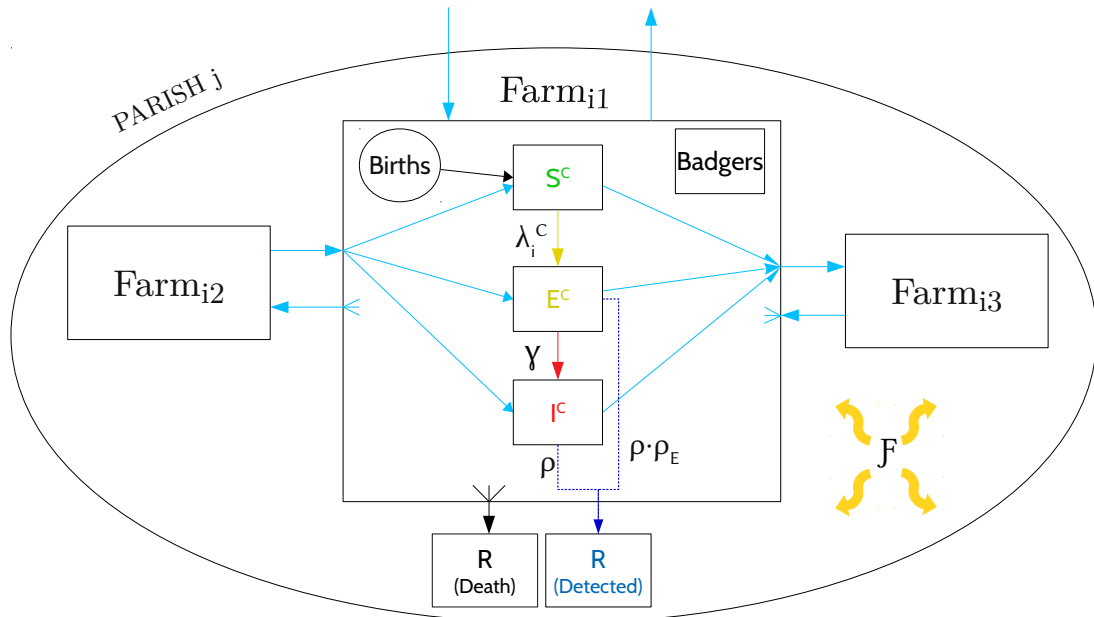 PARISH j
Farm_i1
Births
Badgers
S^C
λ_i^C
Farm_i2
E^C
Farm_i3
γ
I^C
ρ
ρ·ρ_E
Ƒ
R
(Death)
R
(Detected)